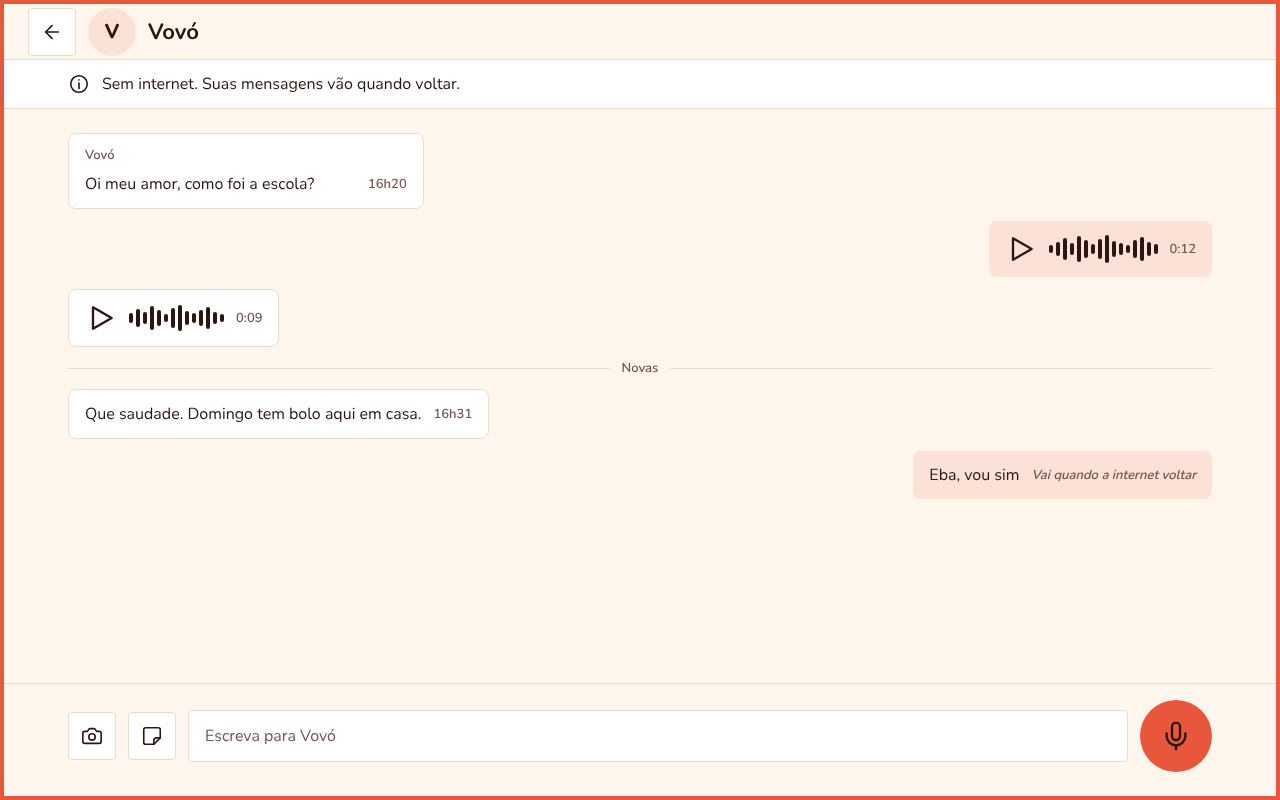 V
Vovó
Sem internet. Suas mensagens vão quando voltar.
Vovó
Oi meu amor, como foi a escola? 16h20
0:12
0:09
Novas
Que saudade. Domingo tem bolo aqui em casa. 16h31
Eba, vou sim Vai quando a internet voltar
Escreva para Vovó